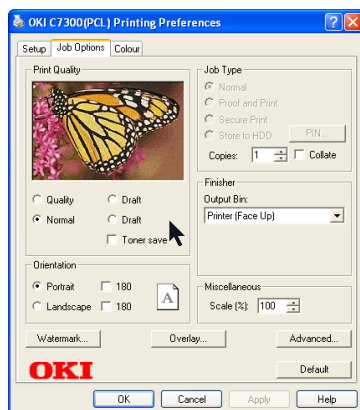 OKI C7300(PCL) Printing Preferences
Setup Job Options Colour
Print Quality
Quality Draft
Normal Draft
Toner save
Orientation
Portrait 180
Landscape 180
A
Job Type
Normal
Proof and Print
Secure Print
Store to HDD PIN...
Copies: 1 Collate
Finisher
Output Bin:
Printer (Face Up)
Miscellaneous
Scale (%): 100
Watermark... Overlay... Advanced...
OKI Default
OK Cancel Apply Help